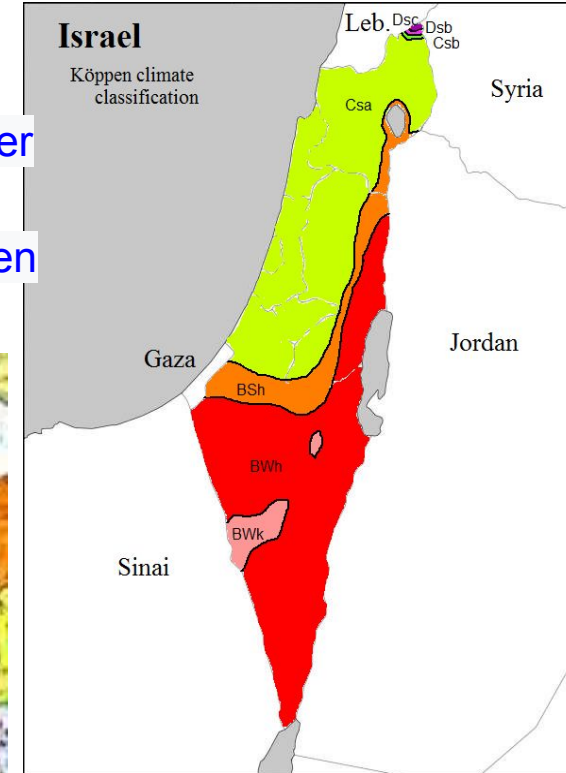 Israel
Köppen climate
classification
Leb.
Dsc
Dsb
Csb
Syria
Csa
er
en
Gaza
Jordan
BSh
BWh
BWk
Sinai